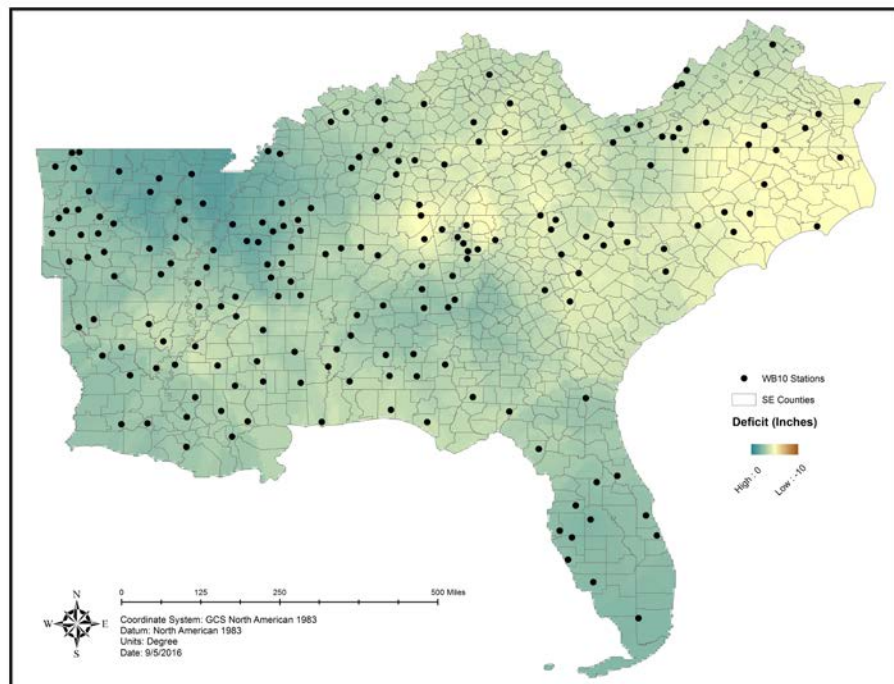 WB10 Stations
SE Counties
Deficit (Inches)
High : 0
Low : -10
0 125 250 500 Miles
N
W E
S
Coordinate System: GCS North American 1983
Datum: North American 1983
Units: Degree
Date: 9/5/2016